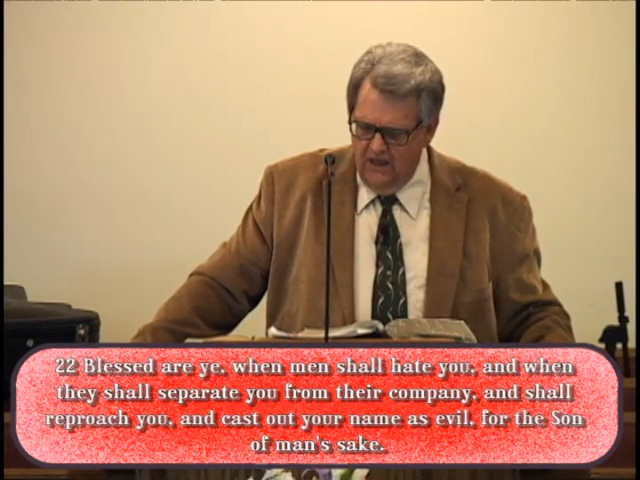 22 Blessed are ye, when men shall hate you, and when
they shall separate you from their company, and shall
reproach you, and cast out your name as evil, for the Son
of man's sake.